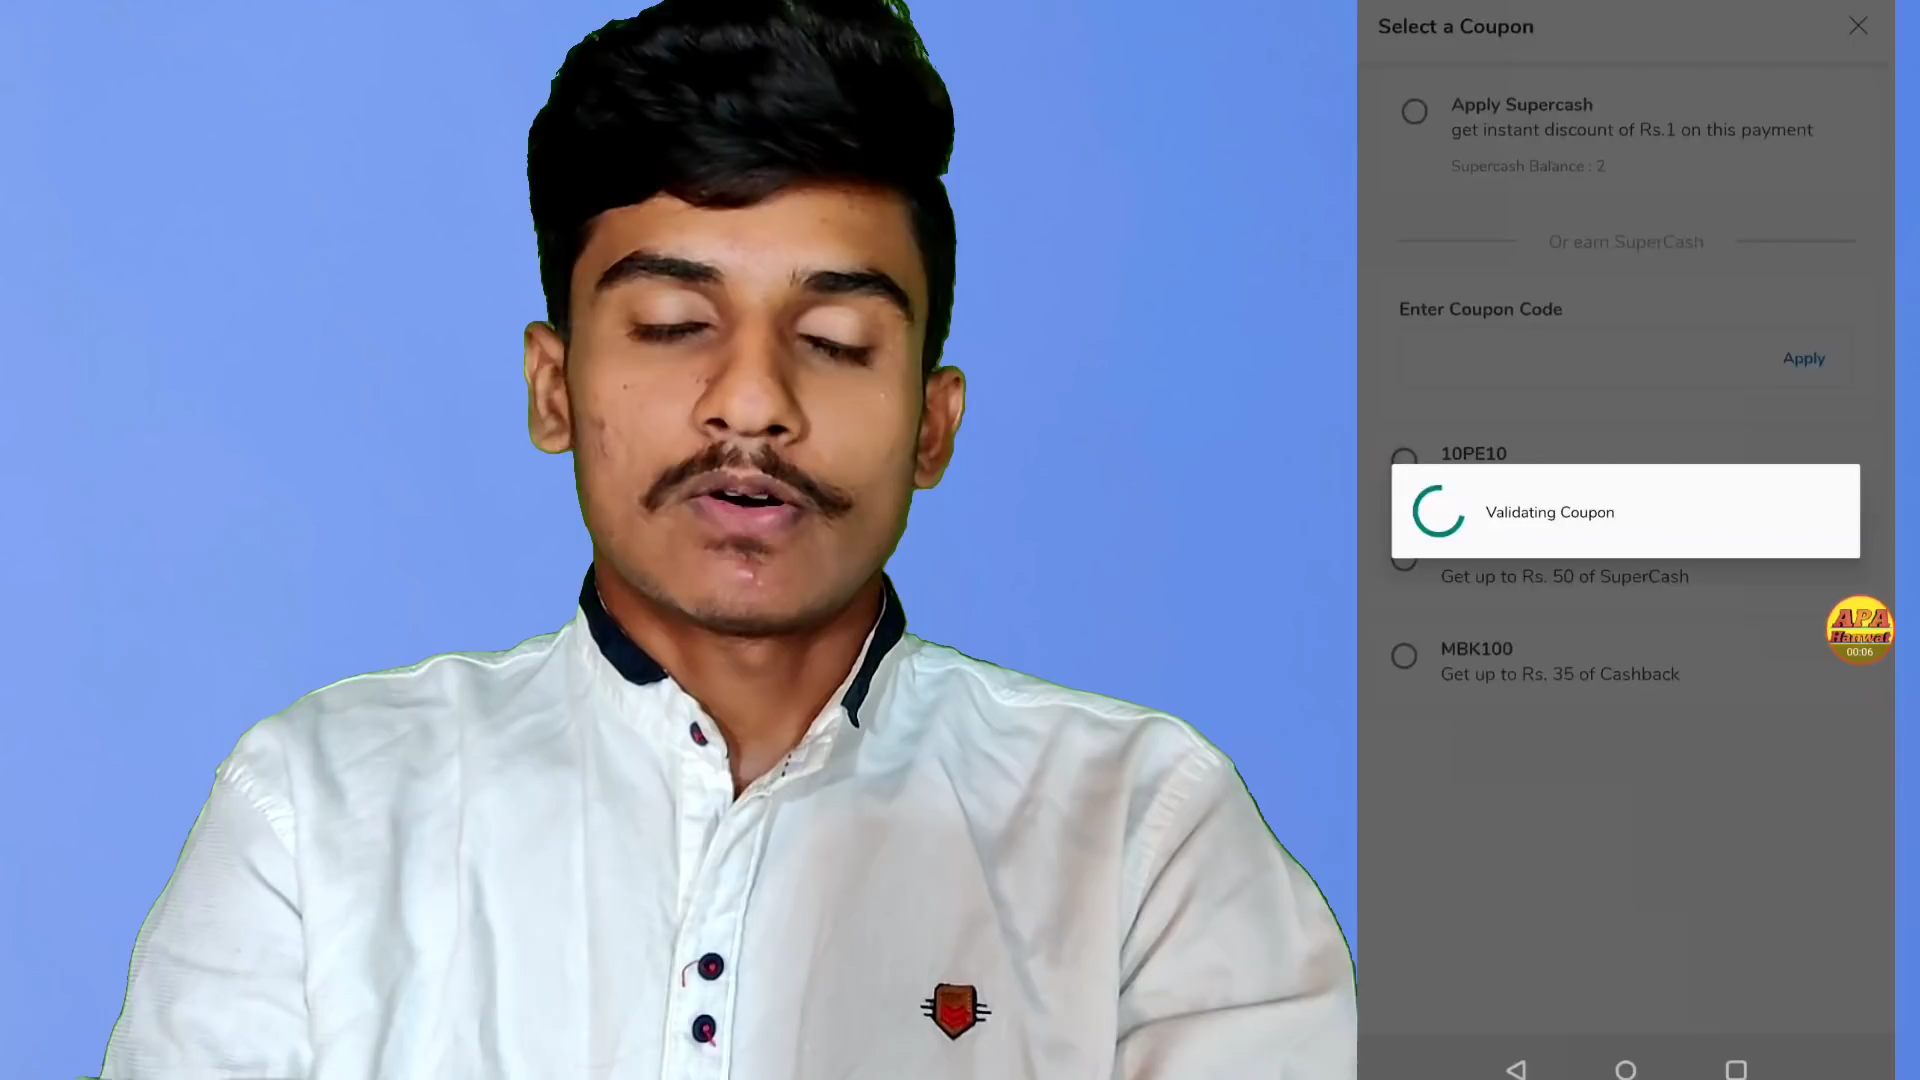 Select a Coupon
Apply Supercash
get instant discount of Rs.1 on this payment
Supercash Balance : 2
Or earn SuperCash
Enter Coupon Code
Apply
10PE10
Validating Coupon
Get up to Rs. 50 of SuperCash
APA
Hanwat
00:06
MBK100
Get up to Rs. 35 of Cashback